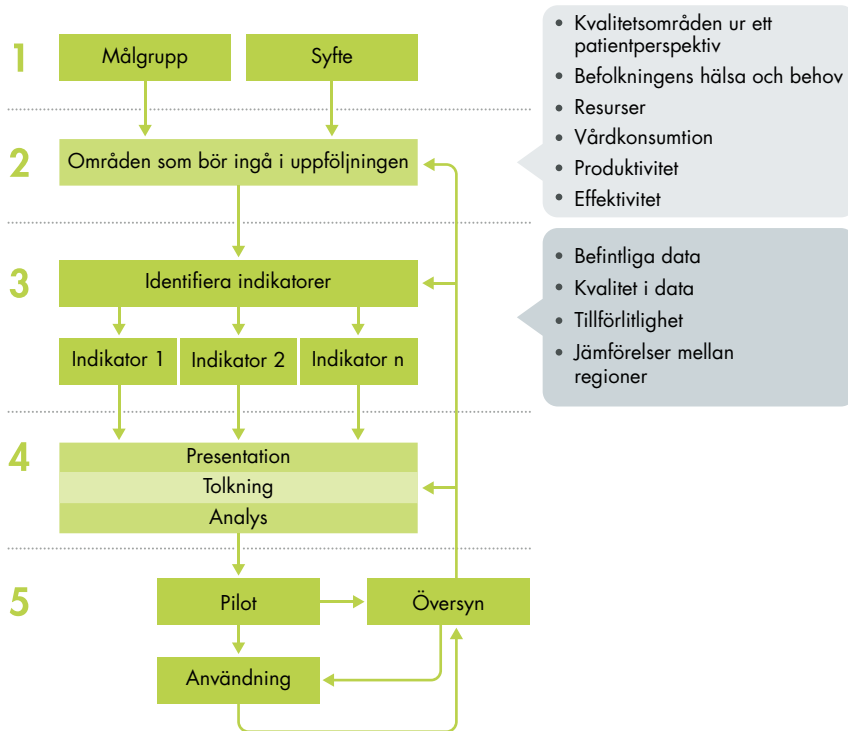 1
Målgrupp
Syfte
2
Områden som bör ingå i uppföljningen
• Kvalitetsområden ur ett
patientperspektiv
• Befolkningens hälsa och behov
• Resurser
• Vårdkonsumtion
• Produktivitet
• Effektivitet
3
Identifiera indikatorer
Indikator 1
Indikator 2
Indikator n
• Befintliga data
• Kvalitet i data
• Tillförlitlighet
• Jämförelser mellan
regioner
4
Presentation
Tolkning
Analys
5
Pilot
Översyn
Användning